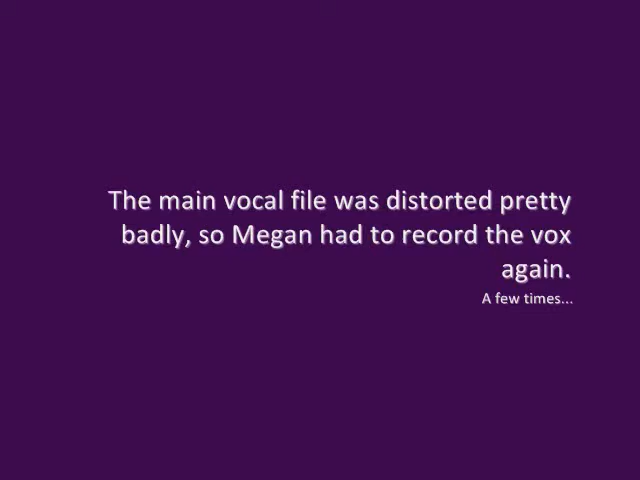 The main vocal file was distorted pretty
badly, so Megan had to record the vox
again.
A few times...